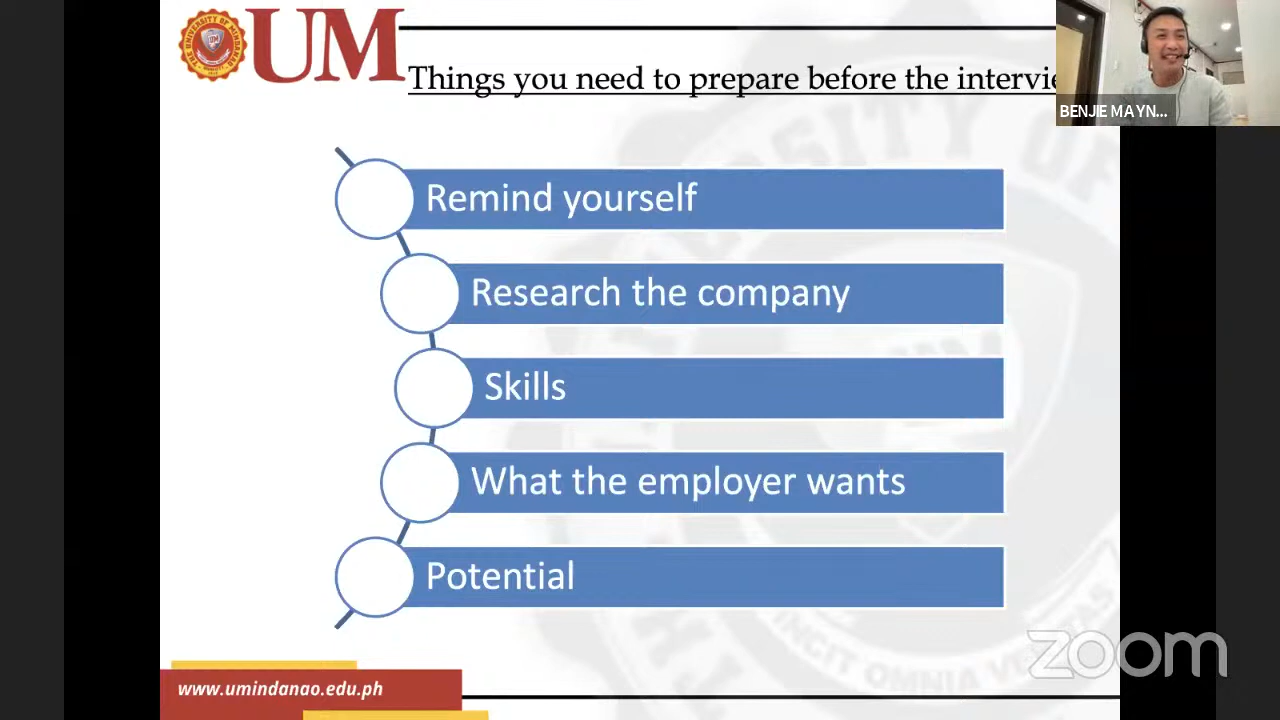 UM
Things you need to prepare before the intervie
BENJIE MAYN...
Remind yourself
Research the company
Skills
What the employer wants
Potential
zoom
www.umindanao.edu.ph